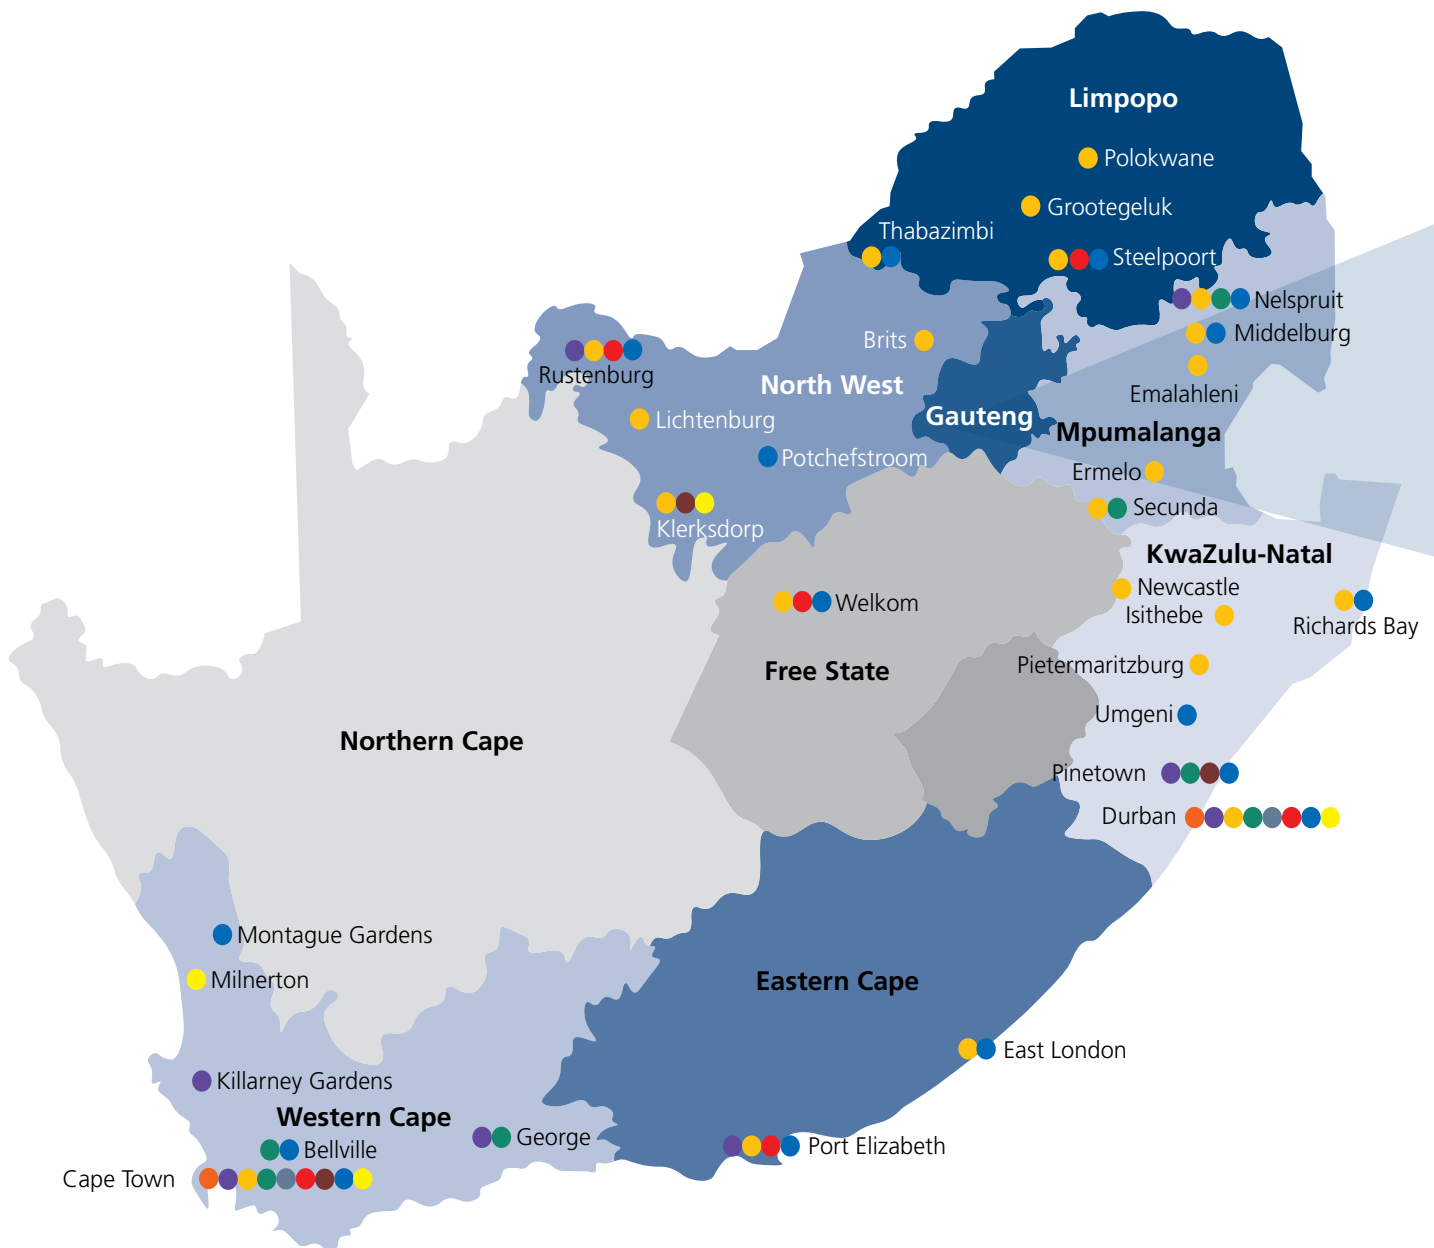 Limpopo
Polokwane
Grootegeluk
Thabazimbi
Steelpoort
Nelspruit
Middelburg
Brits
Rustenburg
North West
Emalahleni
Gauteng
Lichtenburg
Mpumalanga
Potchefstroom
Ermelo
Secunda
Klerksdorp
KwaZulu-Natal
Newcastle
Welkom
Isithebe
Richards Bay
Free State
Pietermaritzburg
Umgeni
Northern Cape
Pinetown
Durban
Montague Gardens
Milnerton
Eastern Cape
East London
Killarney Gardens
Western Cape
George
Port Elizabeth
Bellville
Cape Town